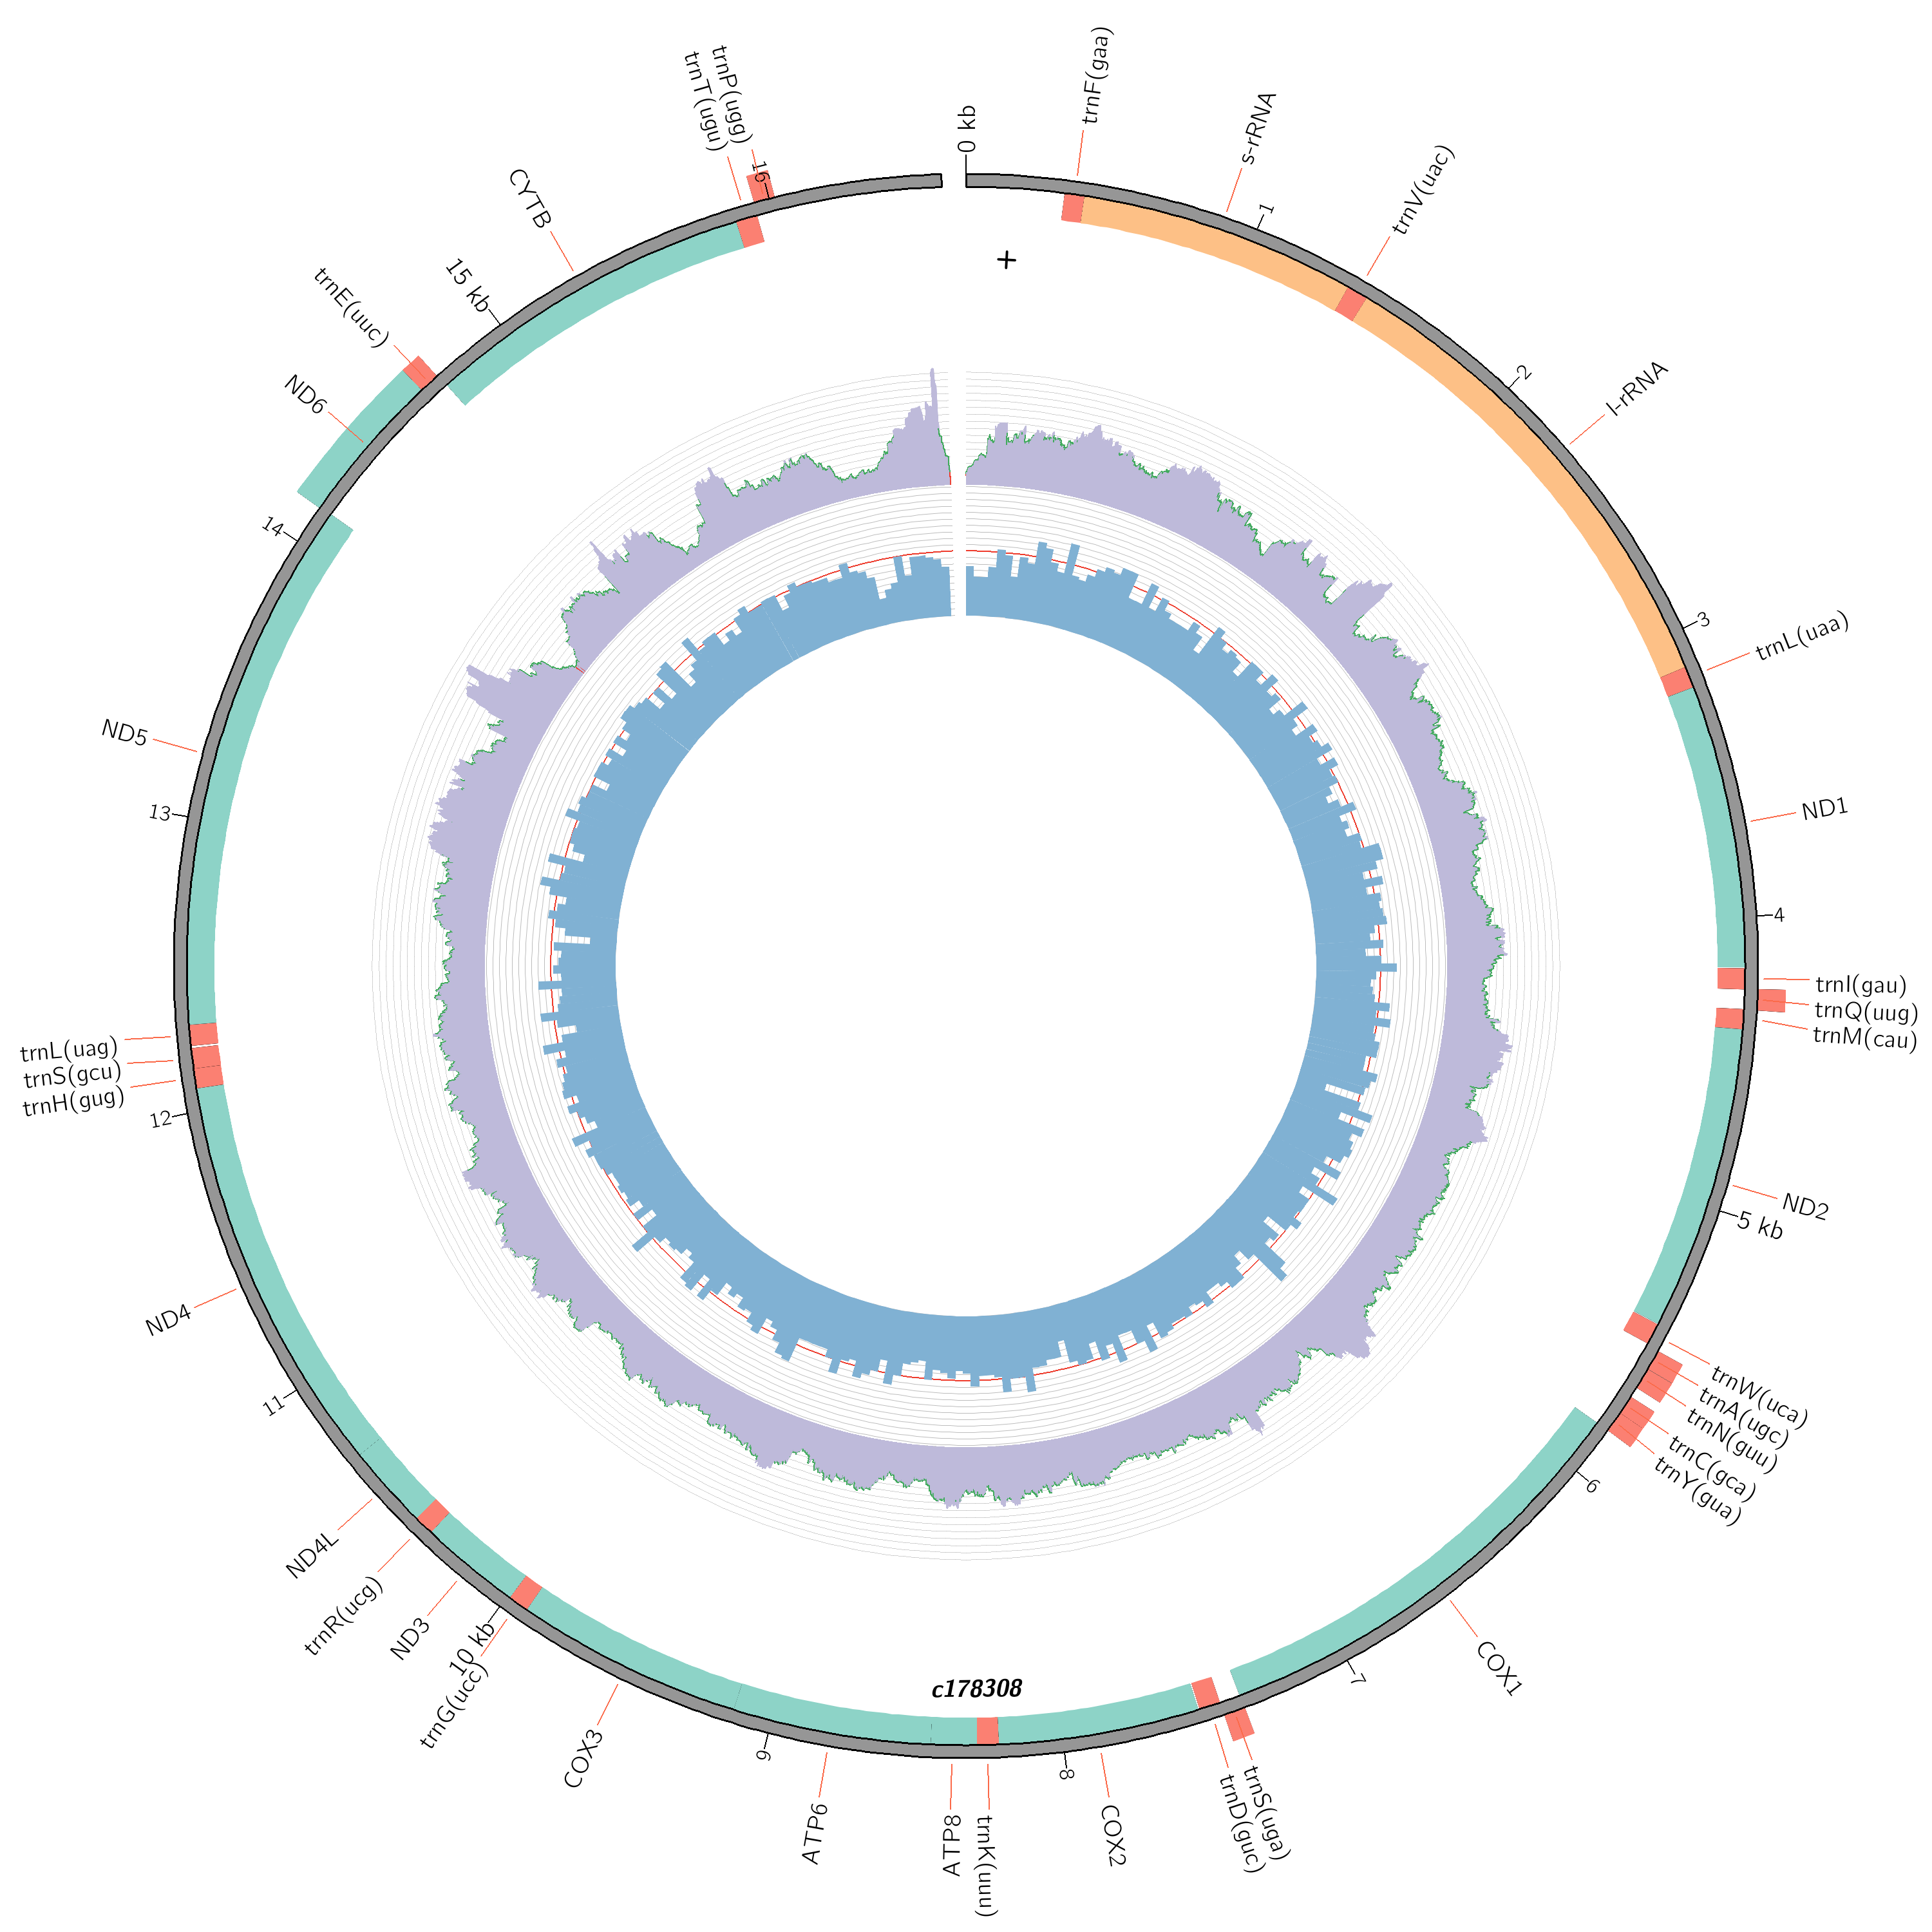 0 kb
trnF(gaa)
s-rRNA
1
trnV(uac)
2
l-rRNA
3
trnL(uaa)
ND1
4
trnI(gau)
trnQ(uug)
trnM(cau)
ND2
5 kb
trnW(uca)
trnA(ugc)
trnN(guu)
trnC(gca)
trnY(gua)
6
COX1
7
trnS(uga)
trnD(guc)
COX2
8
trnK(uuu)
ATP8
ATP6
9
COX3
trnG(ucc)
10 kb
ND3
trnR(ucg)
ND4L
11
ND4
12
trnH(gug)
trnS(gcu)
trnL(uag)
13
ND5
14
ND6
trnE(uuc)
15 kb
CYTB
trnT(ugu)
trnP(ugg)
16
+
c178308